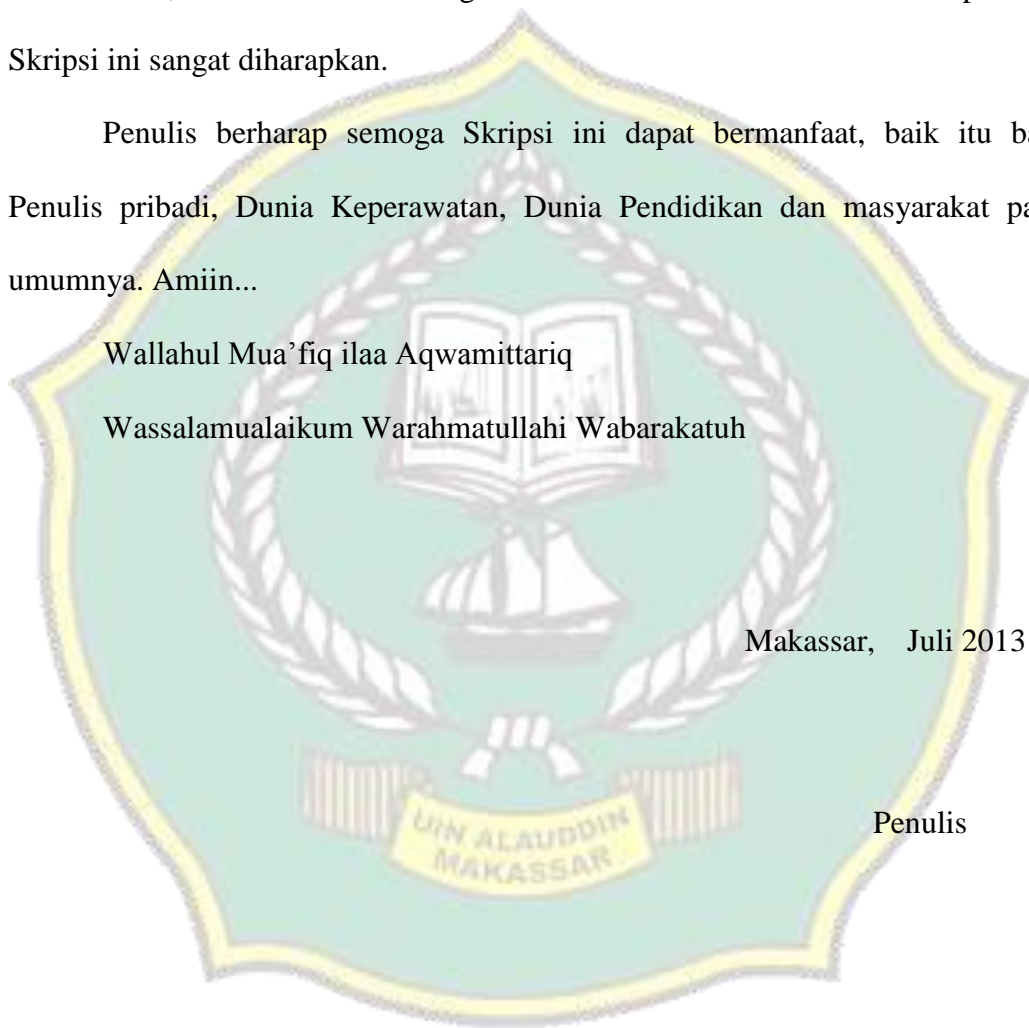 Skripsi ini sangat diharapkan.
Penulis berharap semoga Skripsi ini dapat bermanfaat, baik itu ba
Penulis pribadi, Dunia Keperawatan, Dunia Pendidikan dan masyarakat pa
umumnya. Amiin...
Wallahul Mua’fiq ilaa Aqwamittariq
Wassalamualaikum Warahmatullahi Wabarakatuh
Makassar, Juli 2013
Penulis
UIN ALAUDDIN
MAKASSAR